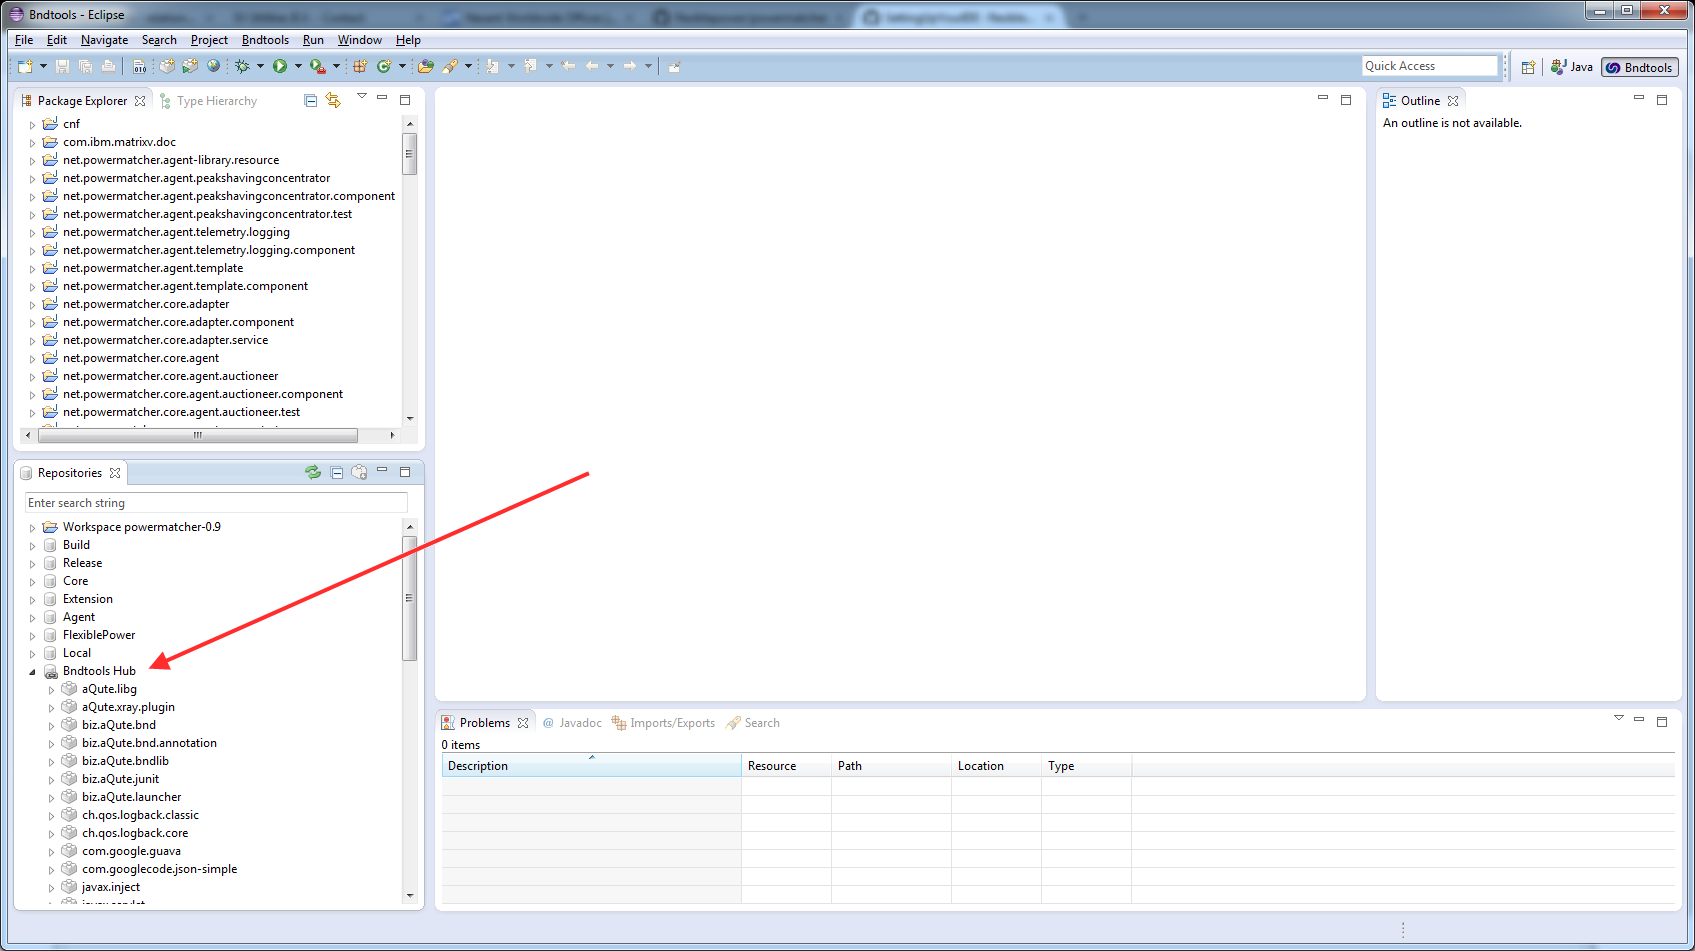 Bndtools - Eclipse
File Edit Navigate Search Project Bndtools Run Window Help
Quick Access
Java
Bndtools
Package Explorer
Type Hierarchy
cnf
com.ibm.matrixv.doc
net.powermatcher.agent-library.resource
net.powermatcher.agent.peakshavingconcentrator
net.powermatcher.agent.peakshavingconcentrator.component
net.powermatcher.agent.peakshavingconcentrator.test
net.powermatcher.agent.telemetry.logging
net.powermatcher.agent.telemetry.logging.component
net.powermatcher.agent.template
net.powermatcher.agent.template.component
net.powermatcher.core.adapter
net.powermatcher.core.adapter.component
net.powermatcher.core.adapter.service
net.powermatcher.core.agent
net.powermatcher.core.agent.auctioneer
net.powermatcher.core.agent.auctioneer.component
net.powermatcher.core.agent.auctioneer.test
Repositories
Enter search string
Workspace powermatcher-0.9
Build
Release
Core
Extension
Agent
FlexiblePower
Local
Bndtools Hub
aQute.libg
aQute.xray.plugin
biz.aQute.bnd
biz.aQute.bnd.annotation
biz.aQute.bndlib
biz.aQute.junit
biz.aQute.launcher
ch.qos.logback.classic
ch.qos.logback.core
com.google.guava
com.googlecode.json-simple
javax.inject
Outline
An outline is not available.
Problems
@ Javadoc
Imports/Exports
Search
0 items
Description Resource Path Location Type